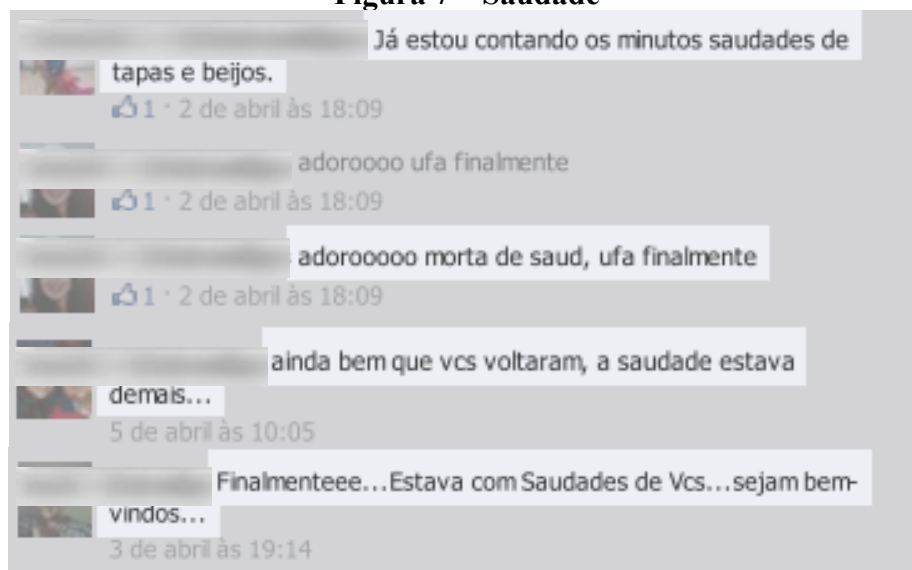 Figura 7 – Saudade
Já estou contando os minutos saudades de
tapas e beijos.
1 · 2 de abril às 18:09
adoroooo ufa finalmente
1 · 2 de abril às 18:09
adorooooo morta de saud, ufa finalmente
1 · 2 de abril às 18:09
ainda bem que vcs voltaram, a saudade estava
demais...
5 de abril às 10:05
Finalmenteee...Estava com Saudades de Vcs...sejam bem-
vindos...
3 de abril às 19:14